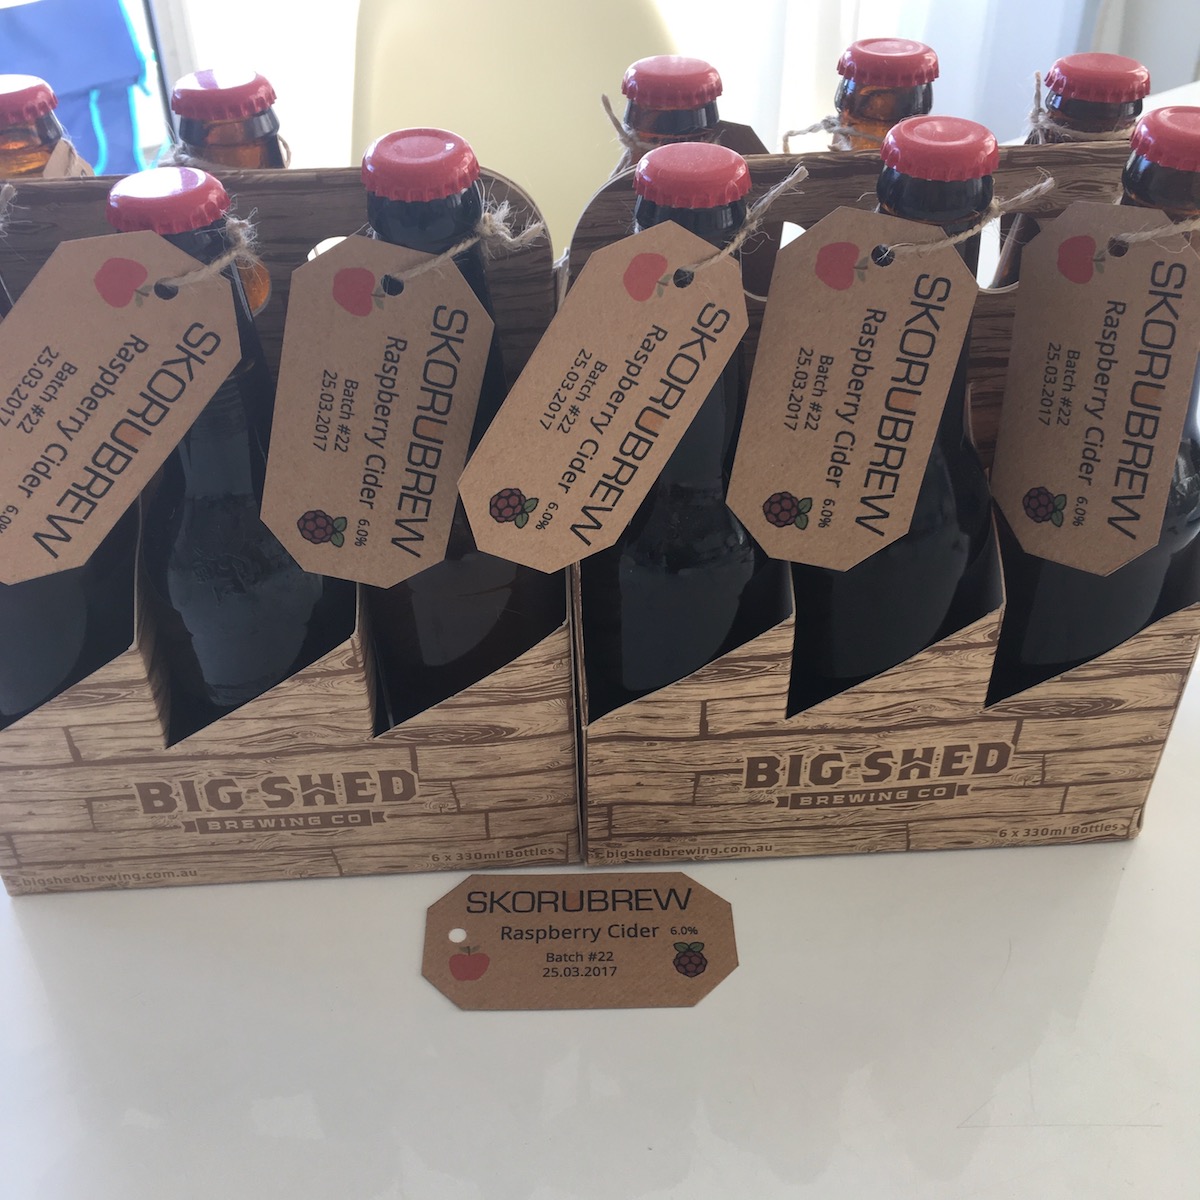 SKORUBREW
Raspberry Cider 6.0%
Batch #22
25.03.2017
SKORUBREW
Raspberry Cider 6.0%
Batch #22
25.03.2017
SKORUBREW
Raspberry Cider 6.0%
Batch #22
25.03.2017
SKORUBREW
Raspberry Cider 6.0%
Batch #22
25.03.2017
SKORUBREW
Raspberry Cider 6.0%
Batch #22
25.03.2017
BIG SHED
BREWING CO
6 x 330ml Bottles
bigshedbrewing.com.au
BIG SHED
BREWING CO
6 x 330ml Bottles
bigshedbrewing.com.au
SKORUBREW
Raspberry Cider 6.0%
Batch #22
25.03.2017